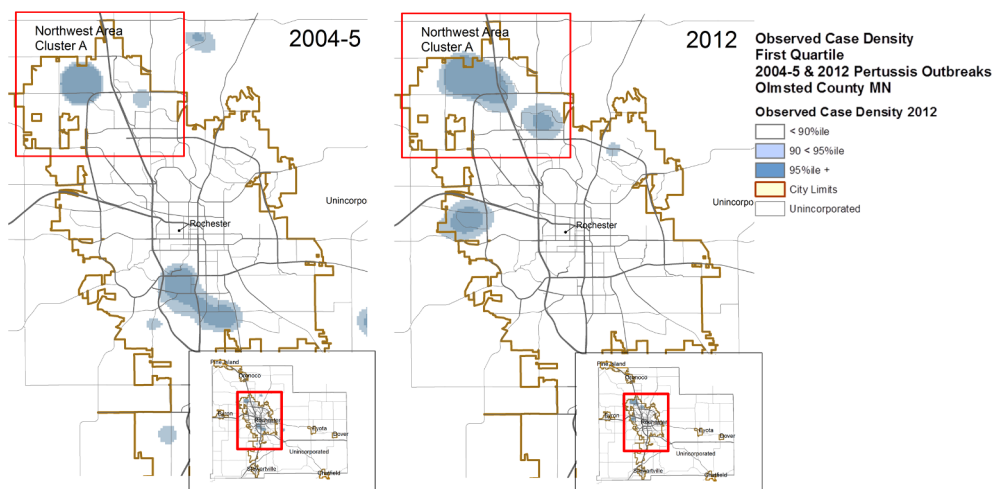 Northwest Area
Cluster A
2004-5
Unincorpo
Rochester
Pine Island
Oronoco
Byron
Rochester
Eyota
Dover
Unincorporated
Stewartville
Chatfield
Northwest Area
Cluster A
2012
Unincorpo
Rochester
Pine Island
Oronoco
Byron
Rochester
Eyota
Dover
Unincorporated
Stewartville
Chatfield
Observed Case Density
First Quartile
2004-5 & 2012 Pertussis Outbreaks
Olmsted County MN
Observed Case Density 2012
< 90%ile
90 < 95%ile
95%ile +
City Limits
Unincorporated